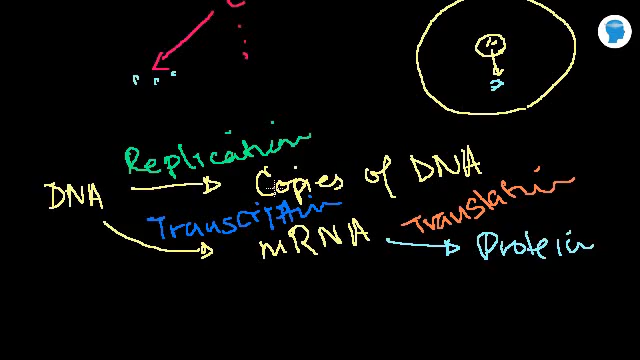 Replication
DNA → Copies of DNA
Transcription Translation
mRNA → Protein